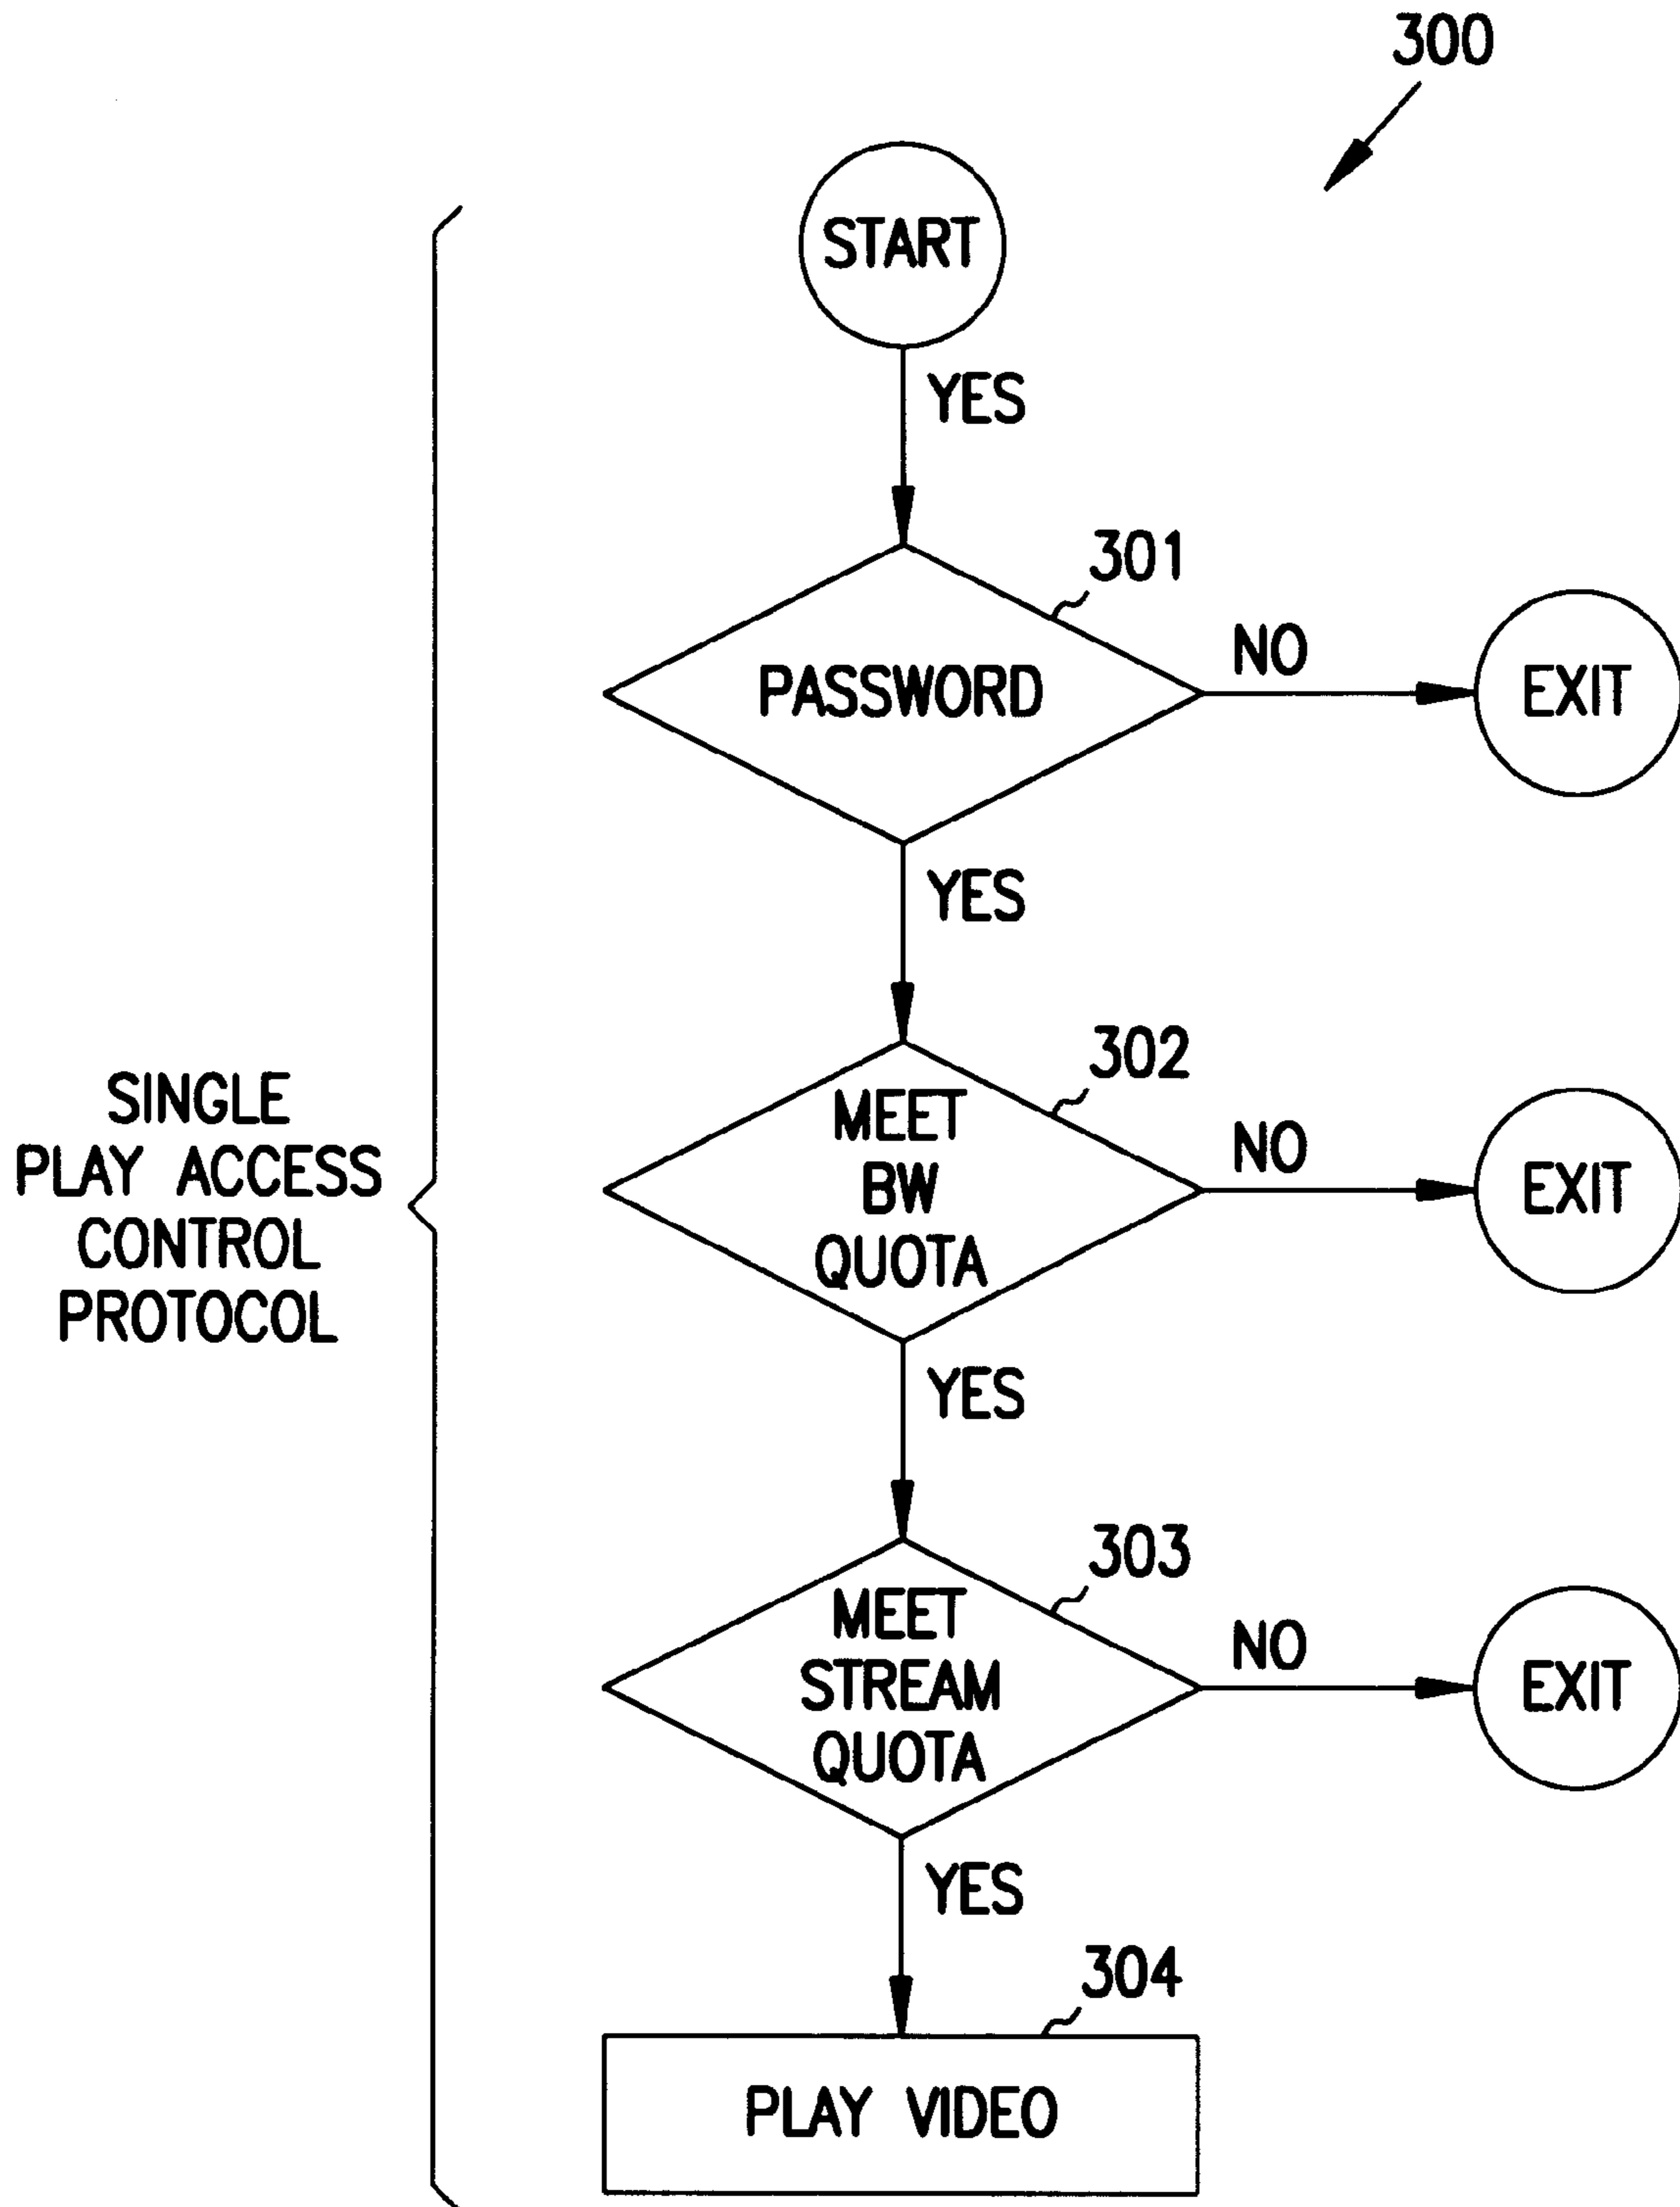 300
START
YES
301
PASSWORD
NO
EXIT
YES
302
MEET
BW
QUOTA
NO
EXIT
SINGLE
PLAY ACCESS
CONTROL
PROTOCOL
YES
303
MEET
STREAM
QUOTA
NO
EXIT
YES
304
PLAY VIDEO